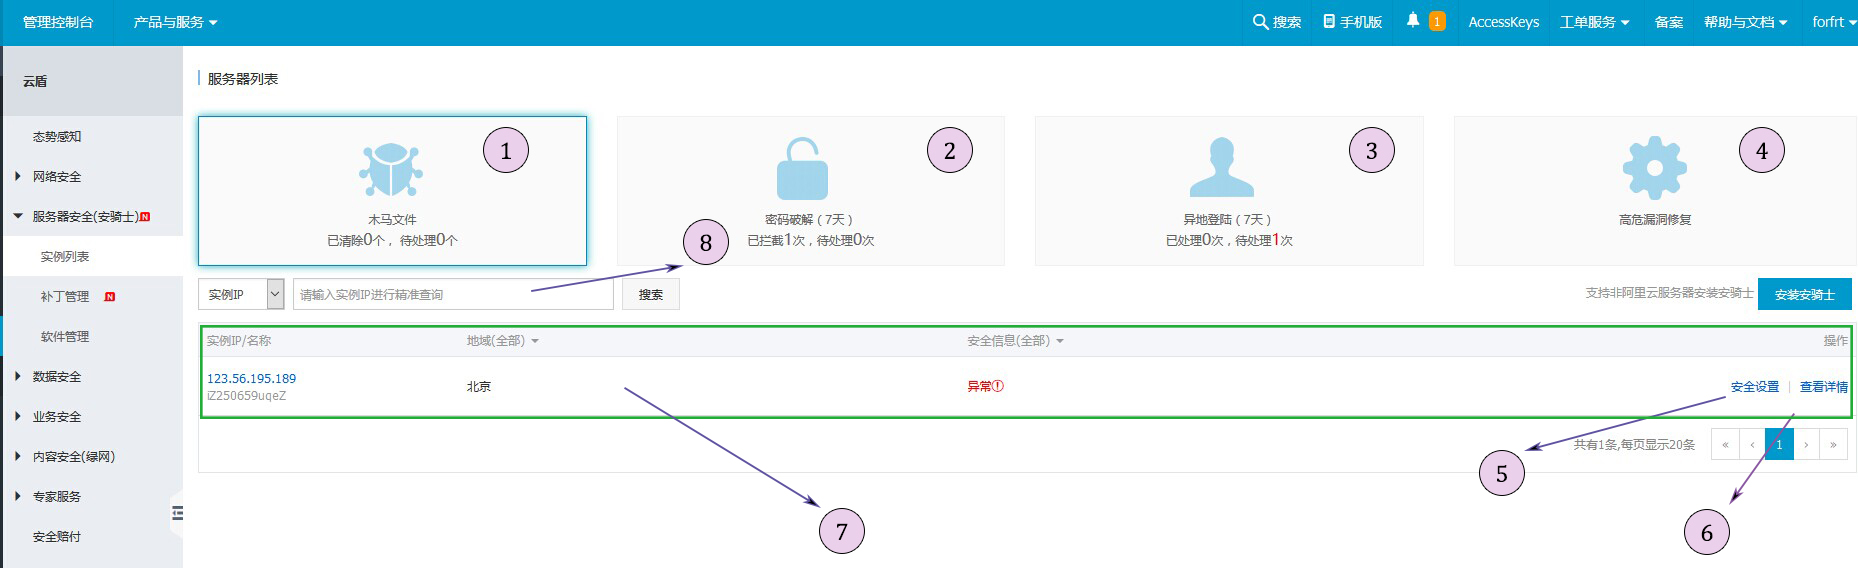 管理控制台 产品与服务 搜索 手机版 1 AccessKeys 工单服务 备案 帮助与文档 forfrt
云盾
态势感知
网络安全
服务器安全(安骑士) N
实例列表
补丁管理 N
软件管理
数据安全
业务安全
内容安全(绿网)
专家服务
安全赔付
服务器列表
1
木马文件
已清除0个， 待处理0个
2
密码破解（7天）
已拦截1次，待处理0次
3
异地登陆（7天）
已处理0次，待处理1次
4
高危漏洞修复
8
实例IP 请输入实例IP进行精准查询 搜索 支持非阿里云服务器安装安骑士 安装安骑士
实例IP/名称 地域(全部) 安全信息(全部) 操作
123.56.195.189 北京 异常 安全设置 | 查看详情
iZ250659uqeZ
共有1条,每页显示20条 « ‹ 1 › »
5
7
6